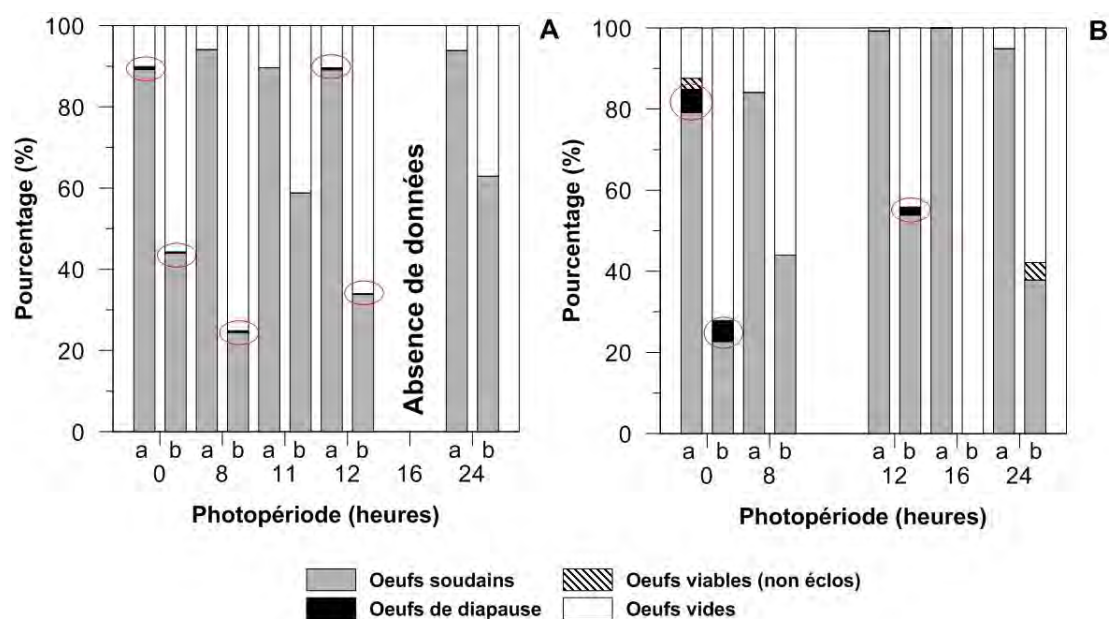 A
Pourcentage (%)
100
80
60
40
20
0
a b a b a b a b a b
0 8 11 12 16 24
Absence de données
Photopériode (heures)
B
Pourcentage (%)
100
80
60
40
20
0
a b a b a b a b a b
0 8 12 16 24
Photopériode (heures)
Oeufs soudains
Oeufs de diapause
Oeufs viables (non éclos)
Oeufs vides